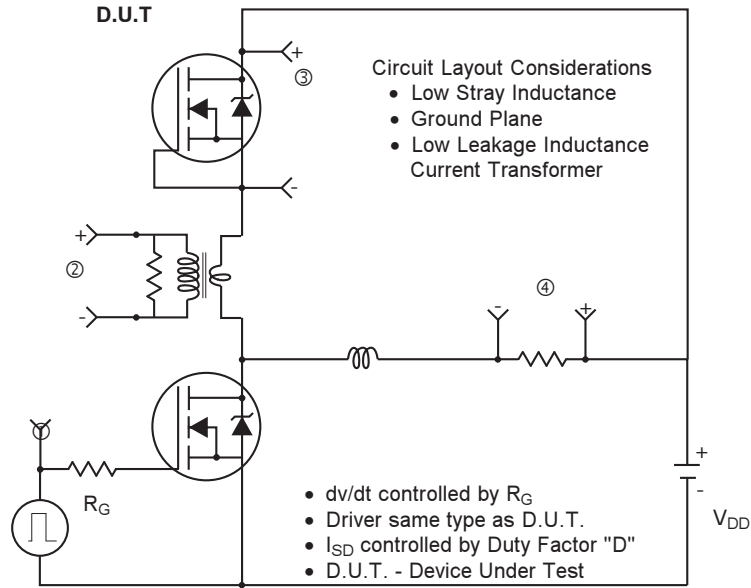 D.U.T
+
③
-
Circuit Layout Considerations
• Low Stray Inductance
• Ground Plane
• Low Leakage Inductance
Current Transformer
+
②
-
④
-
+
R_G
+
-
V_DD
• dv/dt controlled by R_G
• Driver same type as D.U.T.
• I_SD controlled by Duty Factor "D"
• D.U.T. - Device Under Test